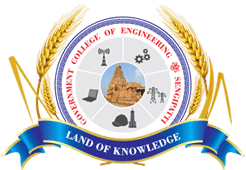 GOVERNMENT COLLEGE OF ENGINEERING ❋ SENGIPATTI
LAND OF KNOWLEDGE